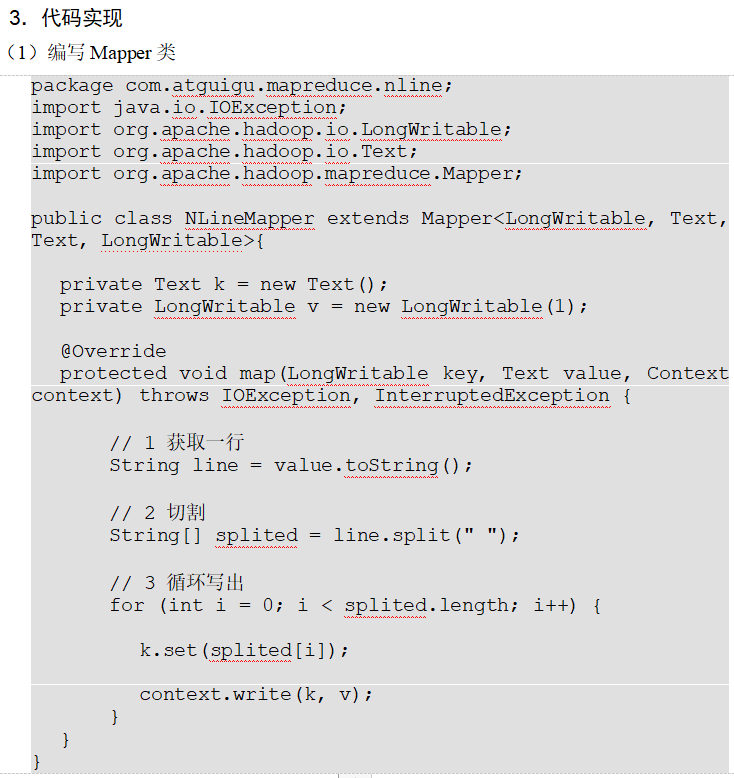 3．代码实现
（1）编写 Mapper 类
package com.atguigu.mapreduce.nline;
import java.io.IOException;
import org.apache.hadoop.io.LongWritable;
import org.apache.hadoop.io.Text;
import org.apache.hadoop.mapreduce.Mapper;
public class NLineMapper extends Mapper<LongWritable, Text,
Text, LongWritable>{
private Text k = new Text();
private LongWritable v = new LongWritable(1);
@Override
protected void map(LongWritable key, Text value, Context
context) throws IOException, InterruptedException {
// 1 获取一行
String line = value.toString();
// 2 切割
String[] splited = line.split(" ");
// 3 循环写出
for (int i = 0; i < splited.length; i++) {
k.set(splited[i]);
context.write(k, v);
}
}
}